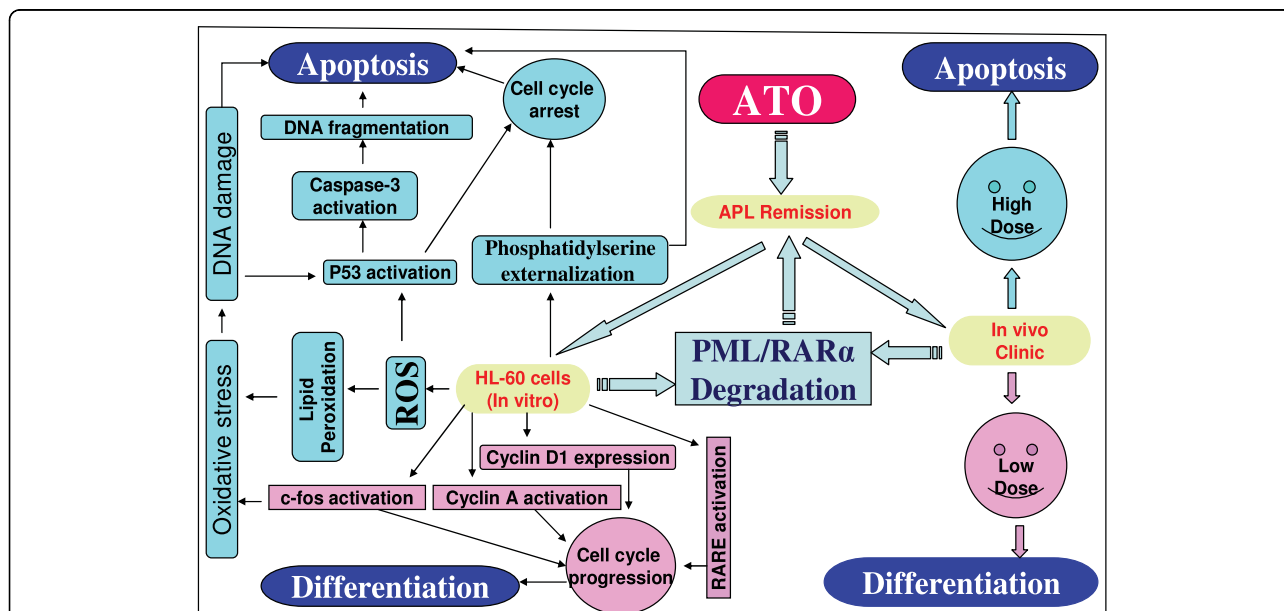 Apoptosis
Cell cycle
arrest
ATO
Apoptosis
DNA fragmentation
DNA damage
Caspase-3
activation
APL Remission
High
Dose
Phosphatidylserine
externalization
P53 activation
In vivo
Clinic
PML/RARα
Degradation
Oxidative stress
Lipid
Peroxidation
ROS
HL-60 cells
(In vitro)
Cyclin D1 expression
RARE activation
Low
Dose
c-fos activation
Cyclin A activation
Cell cycle
progression
Differentiation
Differentiation